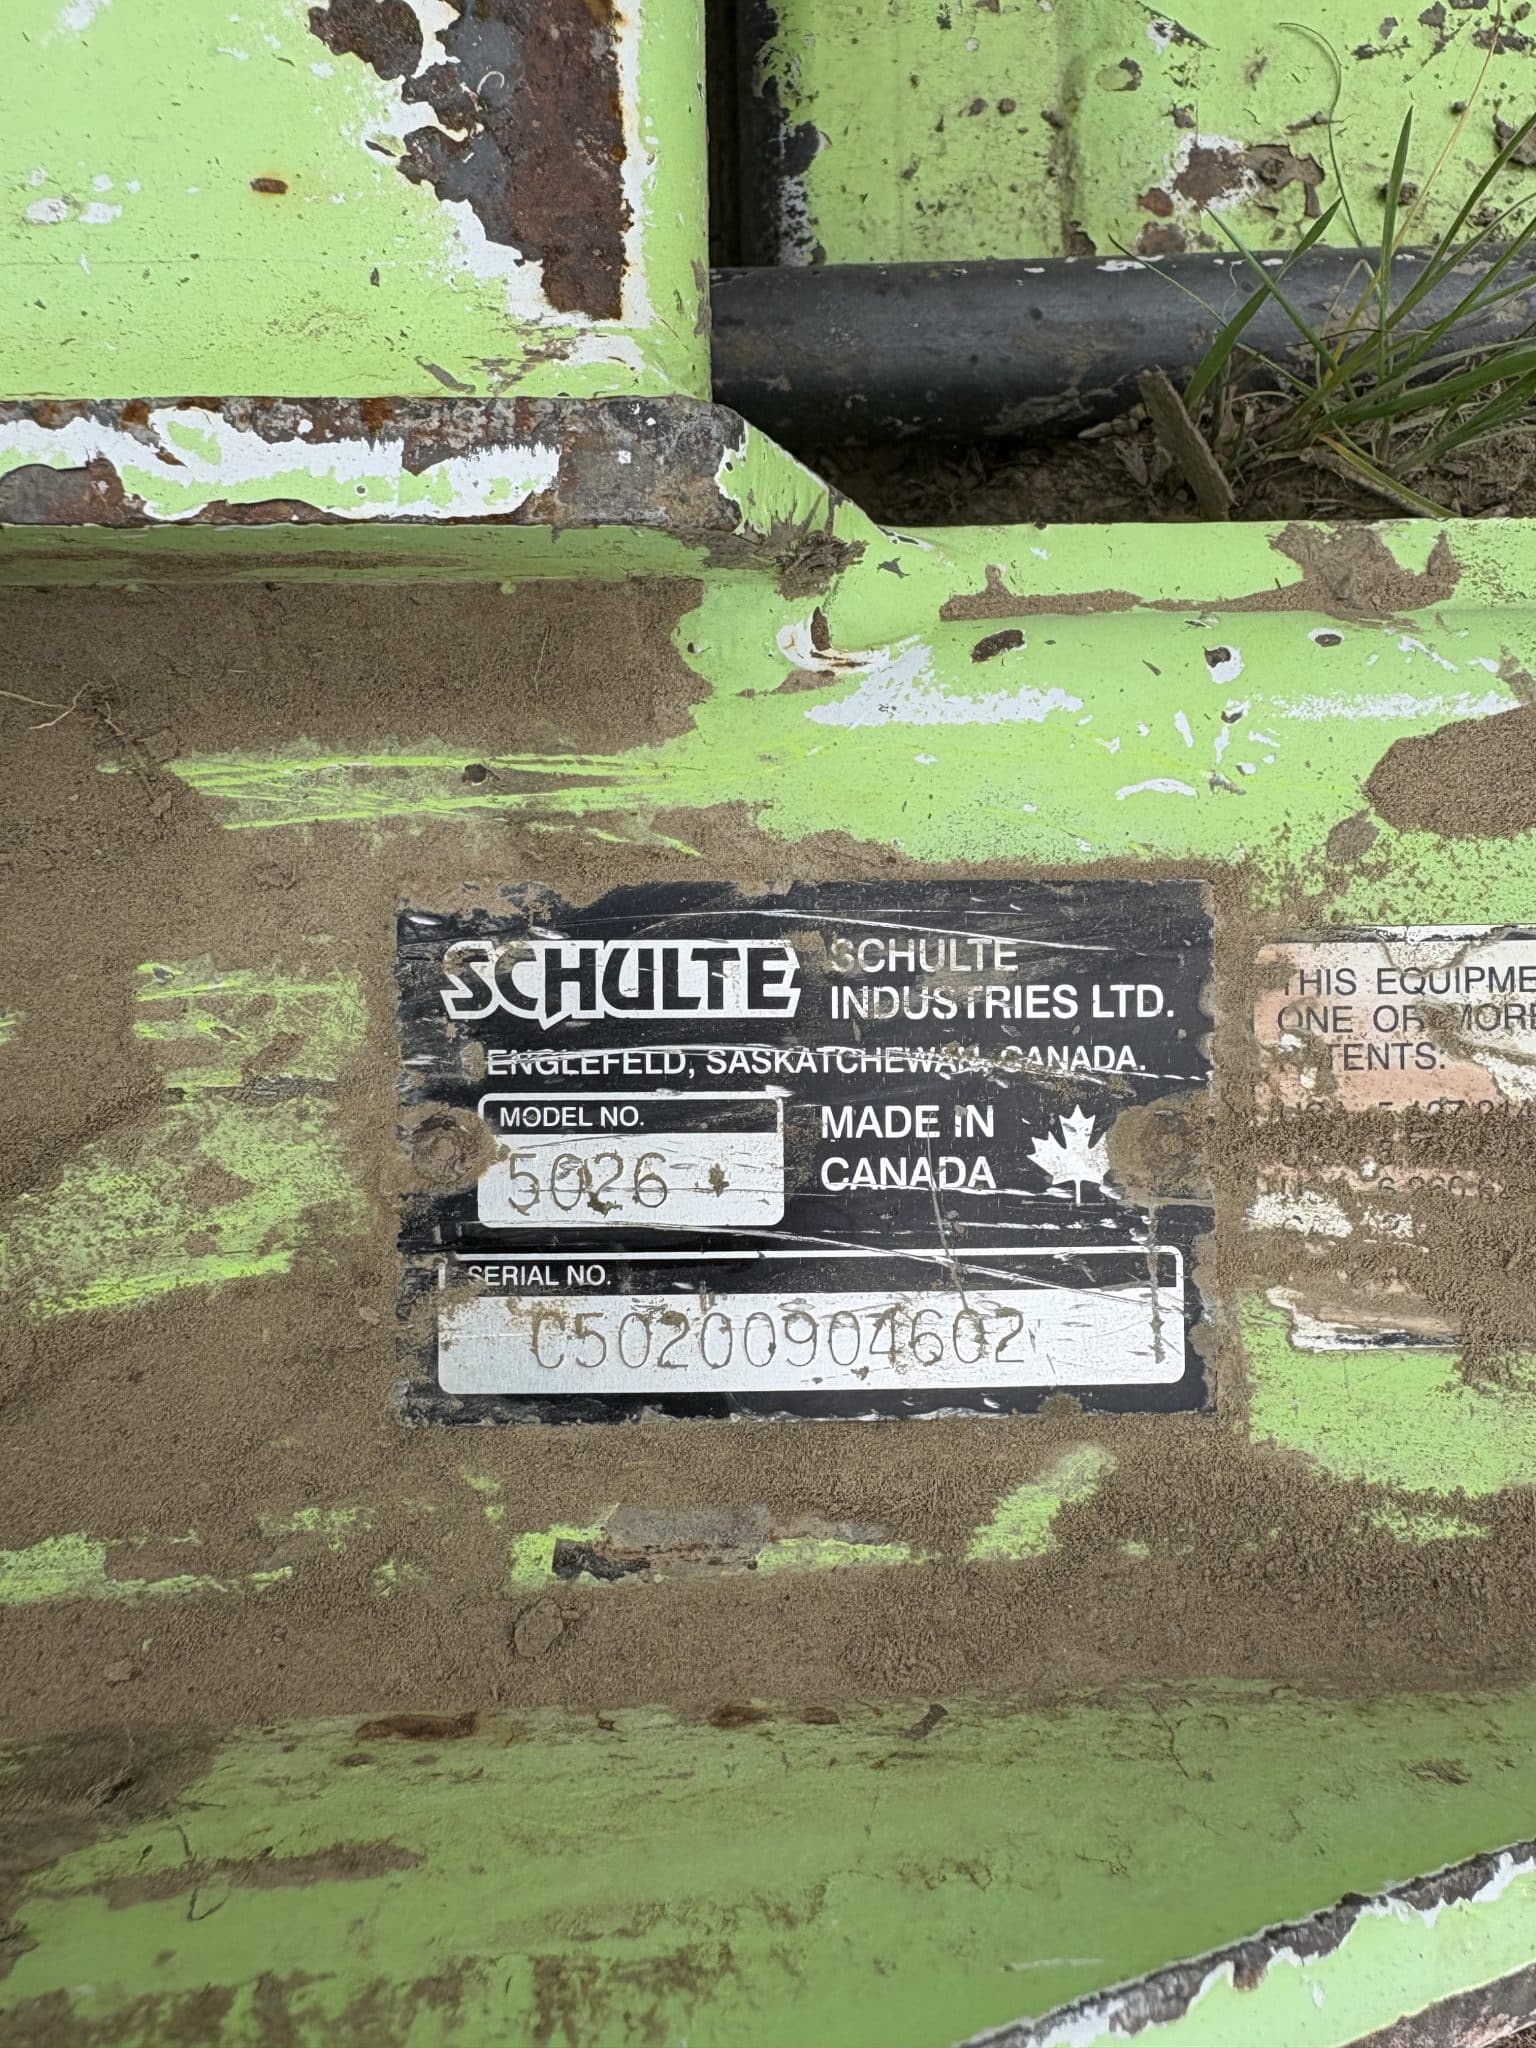 SCHULTE
SCHULTE
INDUSTRIES LTD.
ENGLEFELD, SASKATCHEWAN, CANADA.
MODEL NO.
5026
MADE IN
CANADA
SERIAL NO.
C50200904602
THIS EQUIPME
ONE OR MOR
TENTS.